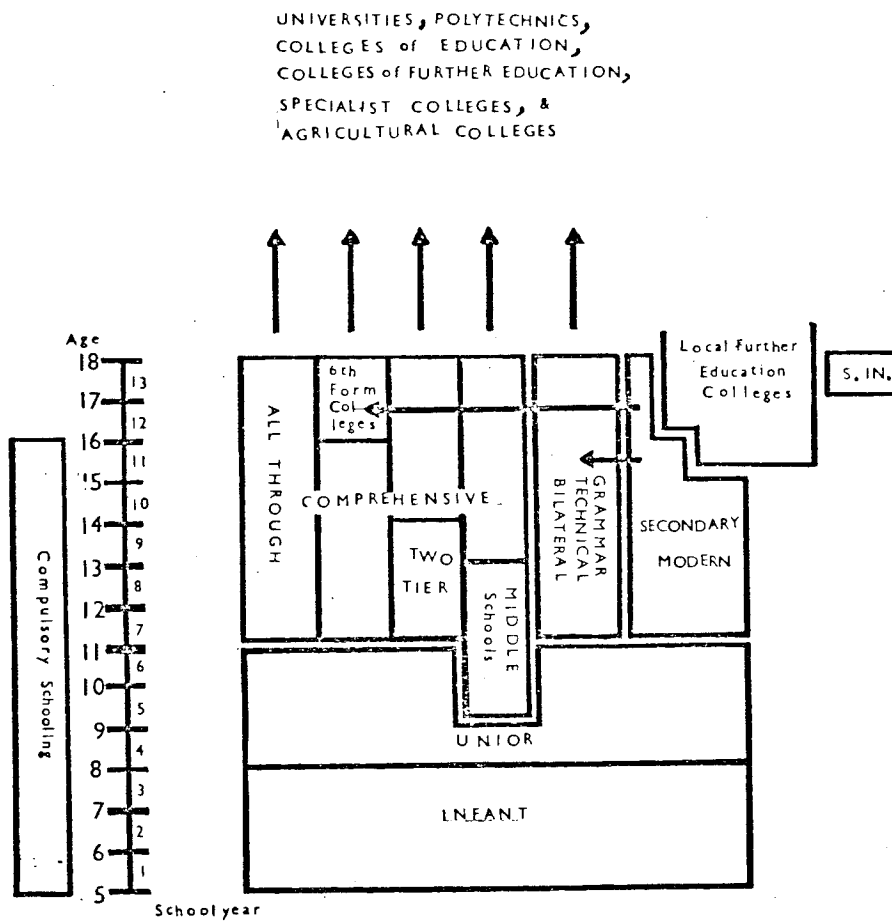 UNIVERSITIES, POLYTECHNICS,
COLLEGES of EDUCATION,
COLLEGES of FURTHER EDUCATION,
SPECIALIST COLLEGES, &
AGRICULTURAL COLLEGES
Age
18
13
17
12
16
11
15
10
14
9
13
8
12
7
11
6
10
5
9
4
8
3
7
2
6
1
5
School year
Compulsory Schooling
ALL THROUGH
6th
Form
Col
leges
COMPREHENSIVE
TWO
TIER
MIDDLE
Schools
GRAMMAR
TECHNICAL
BILATERAL
SECONDARY
MODERN
Local Further
Education
Colleges
S. IN.
UNIOR
INFANT